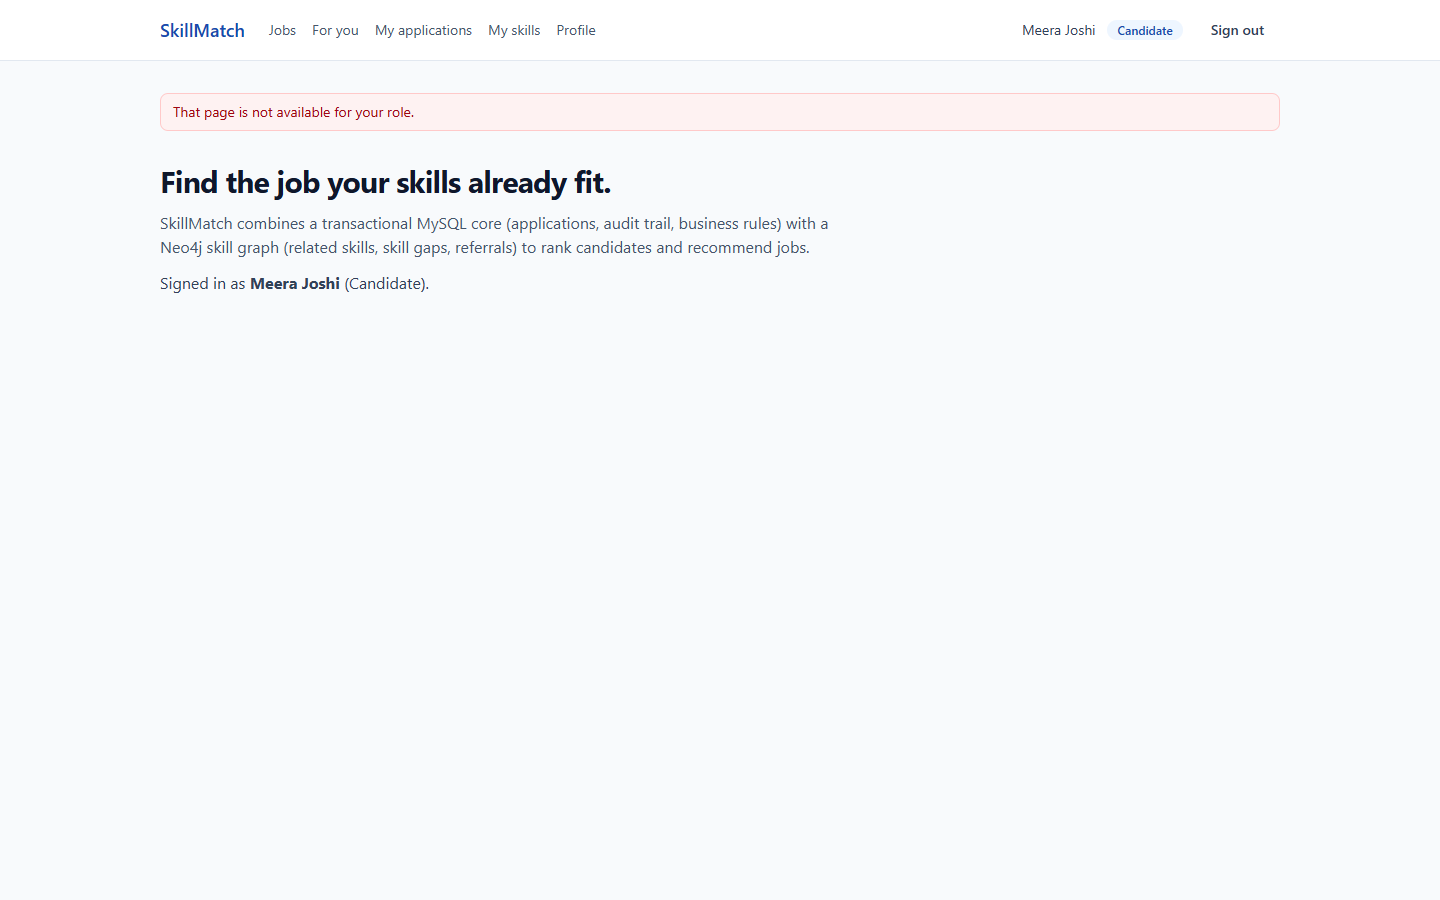 SkillMatch Jobs For you My applications My skills Profile Meera Joshi Candidate Sign out
That page is not available for your role.
Find the job your skills already fit.
SkillMatch combines a transactional MySQL core (applications, audit trail, business rules) with a
Neo4j skill graph (related skills, skill gaps, referrals) to rank candidates and recommend jobs.
Signed in as Meera Joshi (Candidate).